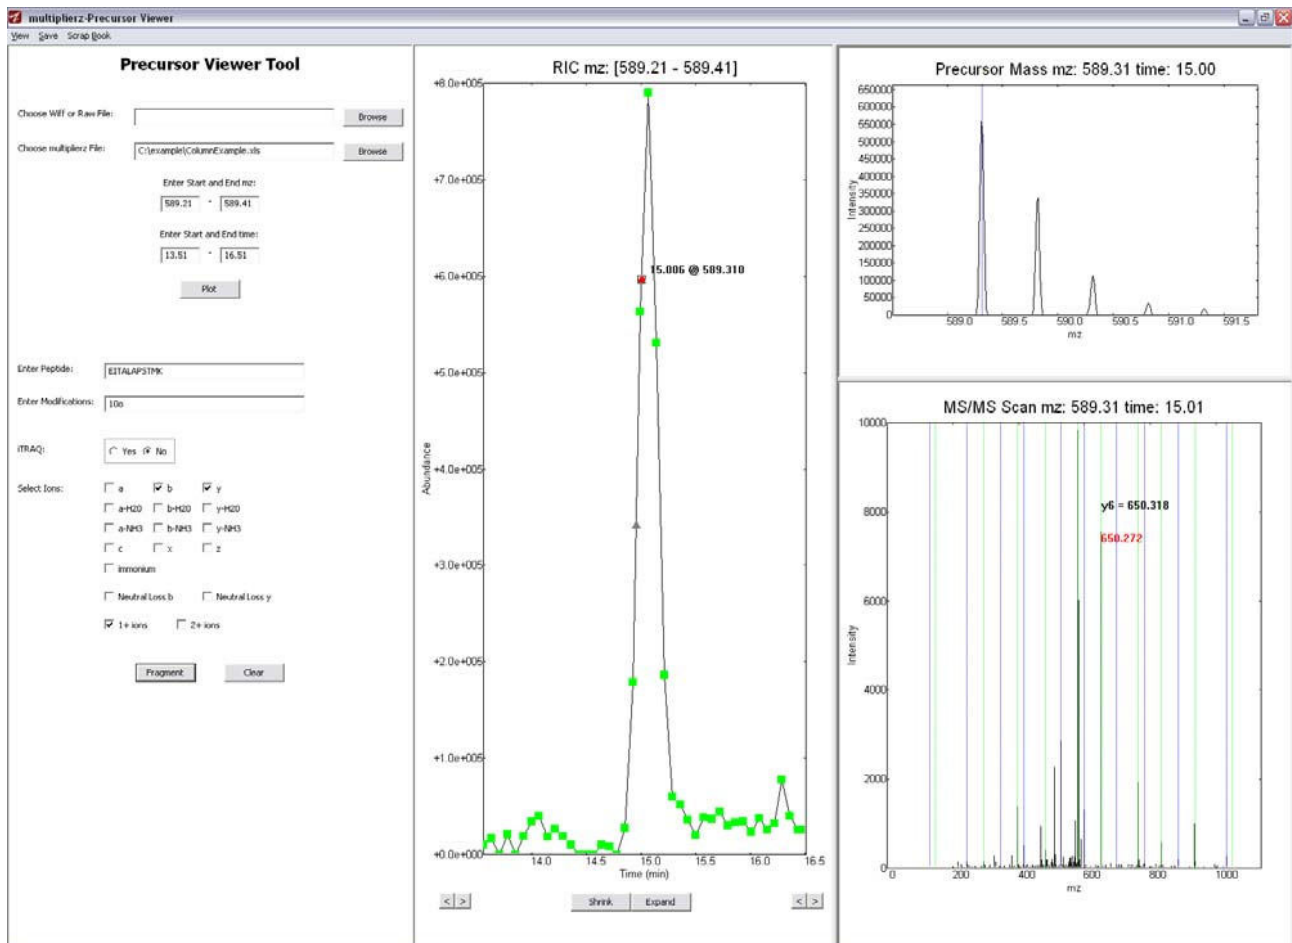 multiplierz-Precursor Viewer
View Save Scrap Book
Precursor Viewer Tool
Choose Wiff or Raw File:
Browse
Choose multiplierz File:
C:\example\ColumnExample.xls
Browse
Enter Start and End mz:
589.21 - 589.41
Enter Start and End time:
13.51 - 16.51
Plot
Enter Peptide:
EITALAPSTMK
Enter Modifications:
10o
iTRAQ:
Yes No
Select Ions:
a b y
a-H2O b-H2O y-H2O
a-NH3 b-NH3 y-NH3
c x z
immonium
Neutral Loss b Neutral Loss y
1+ ions 2+ ions
Fragment Clear
RIC mz: [589.21 - 589.41]
+8.0e+005
+7.0e+005
+6.0e+005
+5.0e+005
+4.0e+005
+3.0e+005
+2.0e+005
+1.0e+005
+0.0e+000
Abundance
15.006 @ 589.310
14.0 14.5 15.0 15.5 16.0 16.5
Time (min)
< > Shrink Expand < >
Precursor Mass mz: 589.31 time: 15.00
650000
600000
550000
500000
450000
400000
350000
300000
250000
200000
150000
100000
50000
0
Intensity
589.0 589.5 590.0 590.5 591.0 591.5
mz
MS/MS Scan mz: 589.31 time: 15.01
10000
8000
6000
4000
2000
0
Intensity
y6 = 650.318
650.272
0 200 400 600 800 1000
mz